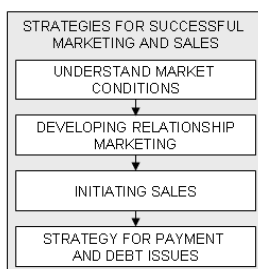 STRATEGIES FOR SUCCESSFUL
MARKETING AND SALES
UNDERSTAND MARKET
CONDITIONS
DEVELOPING RELATIONSHIP
MARKETING
INITIATING SALES
STRATEGY FOR PAYMENT
AND DEBT ISSUES